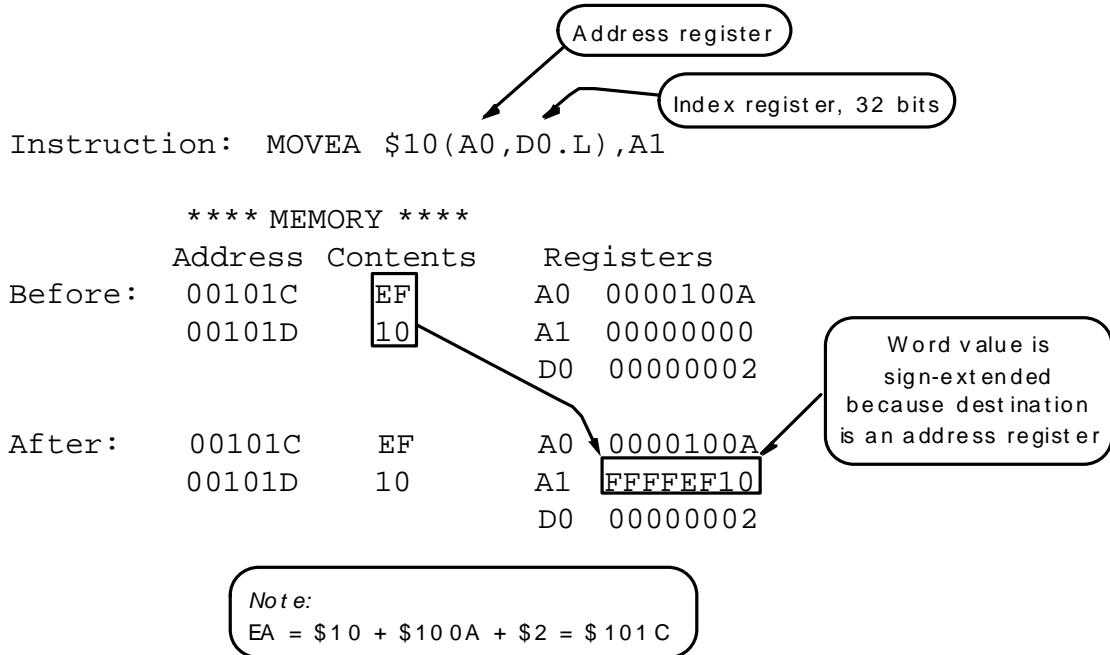 Address register
Index register, 32 bits
Instruction: MOVEA $10(A0,D0.L),A1
**** MEMORY ****
Address Contents Registers
Before: 00101C EF A0 0000100A
00101D 10 A1 00000000
D0 00000002
Word value is
sign-extended
because destination
is an address register
After: 00101C EF A0 0000100A
00101D 10 A1 FFFFEF10
D0 00000002
Note:
EA = $10 + $100A + $2 = $101C